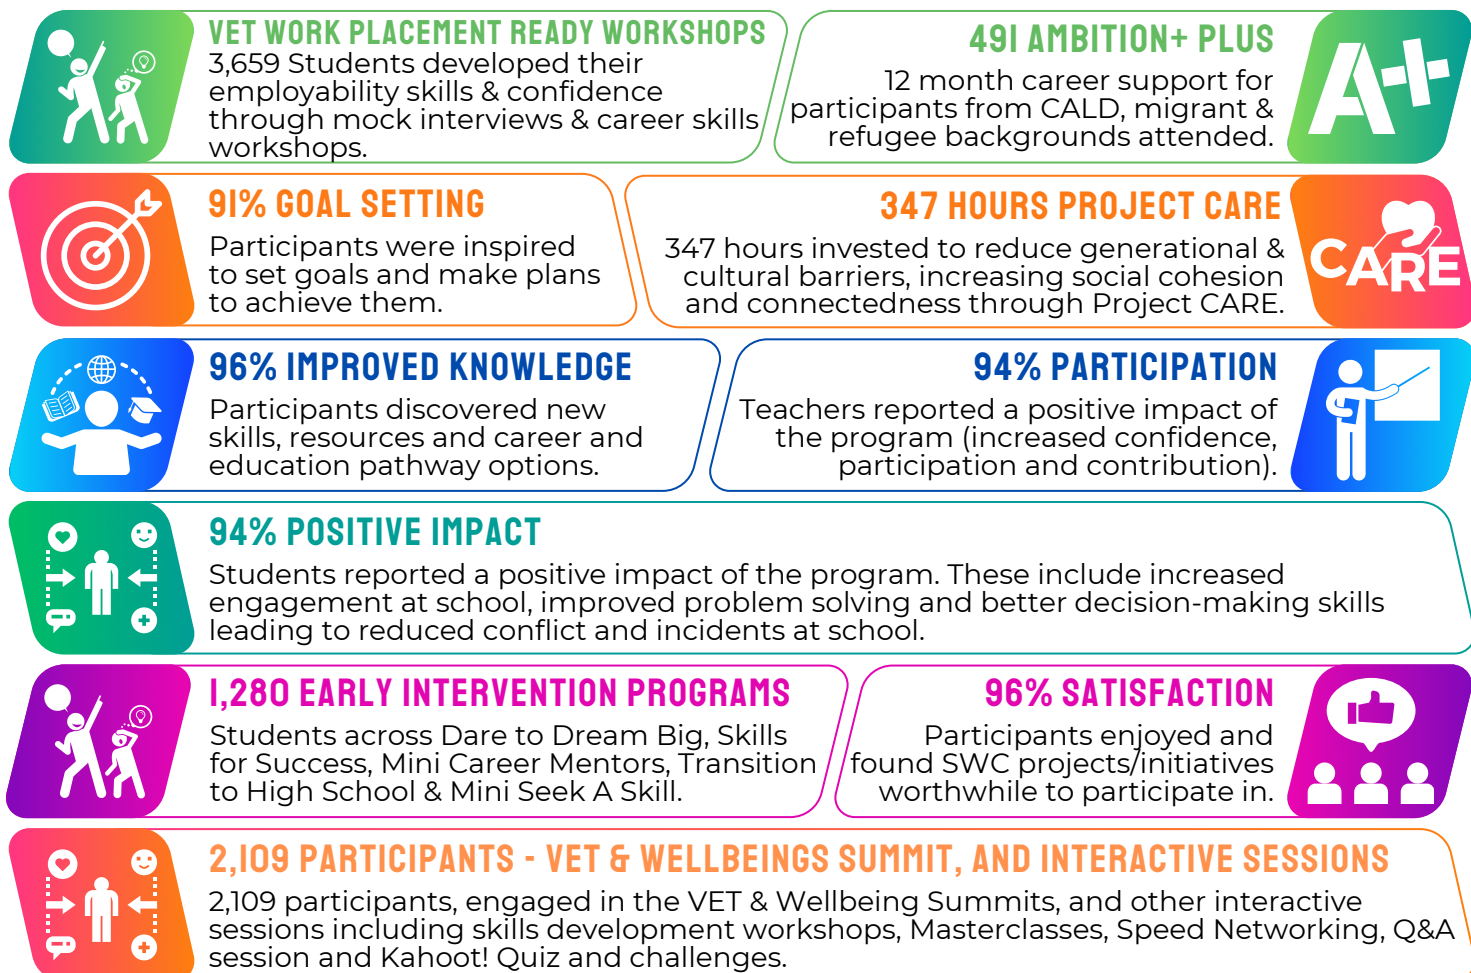 VET WORK PLACEMENT READY WORKSHOPS
3,659 Students developed their
employability skills & confidence
through mock interviews & career skills
workshops.
491 AMBITION+ PLUS
12 month career support for
participants from CALD, migrant &
refugee backgrounds attended.
A+
91% GOAL SETTING
Participants were inspired
to set goals and make plans
to achieve them.
347 HOURS PROJECT CARE
347 hours invested to reduce generational &
cultural barriers, increasing social cohesion
and connectedness through Project CARE.
CARE
96% IMPROVED KNOWLEDGE
Participants discovered new
skills, resources and career and
education pathway options.
94% PARTICIPATION
Teachers reported a positive impact of
the program (increased confidence,
participation and contribution).
94% POSITIVE IMPACT
Students reported a positive impact of the program. These include increased
engagement at school, improved problem solving and better decision-making skills
leading to reduced conflict and incidents at school.
1,280 EARLY INTERVENTION PROGRAMS
Students across Dare to Dream Big, Skills
for Success, Mini Career Mentors, Transition
to High School & Mini Seek A Skill.
96% SATISFACTION
Participants enjoyed and
found SWC projects/initiatives
worthwhile to participate in.
2,109 PARTICIPANTS - VET & WELLBEINGS SUMMIT, AND INTERACTIVE SESSIONS
2,109 participants, engaged in the VET & Wellbeing Summits, and other interactive
sessions including skills development workshops, Masterclasses, Speed Networking, Q&A
session and Kahoot! Quiz and challenges.